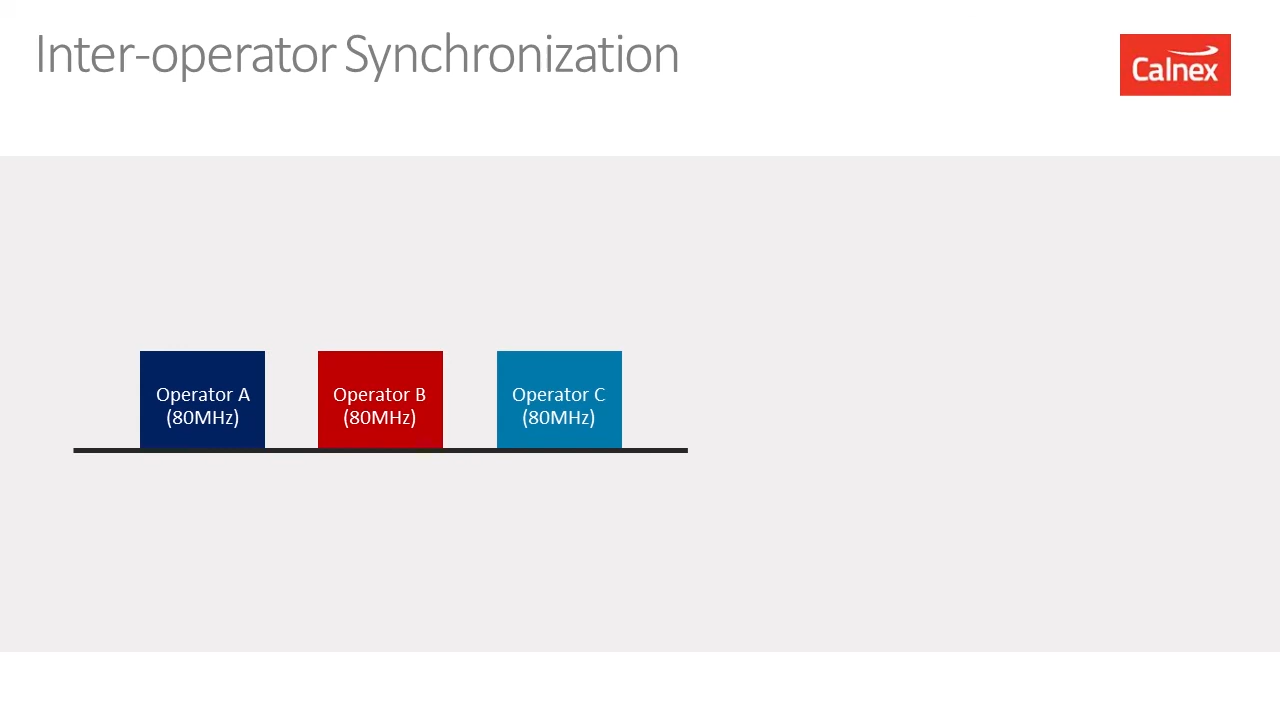 Inter-operator Synchronization
Calnex
Operator A
(80MHz)
Operator B
(80MHz)
Operator C
(80MHz)